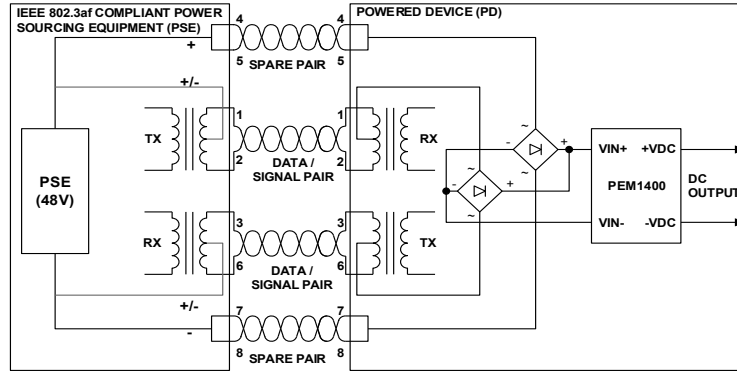 IEEE 802.3af COMPLIANT POWER
SOURCING EQUIPMENT (PSE)
POWERED DEVICE (PD)
4
4
+
5
5
SPARE PAIR
+/-
1
1
TX
RX
2
2
DATA /
SIGNAL PAIR
~
-
+
~
~
-
+
~
PSE
(48V)
VIN+
+VDC
PEM1400
DC
OUTPUT
VIN-
-VDC
3
3
RX
TX
6
6
DATA /
SIGNAL PAIR
+/-
7
7
-
8
8
SPARE PAIR